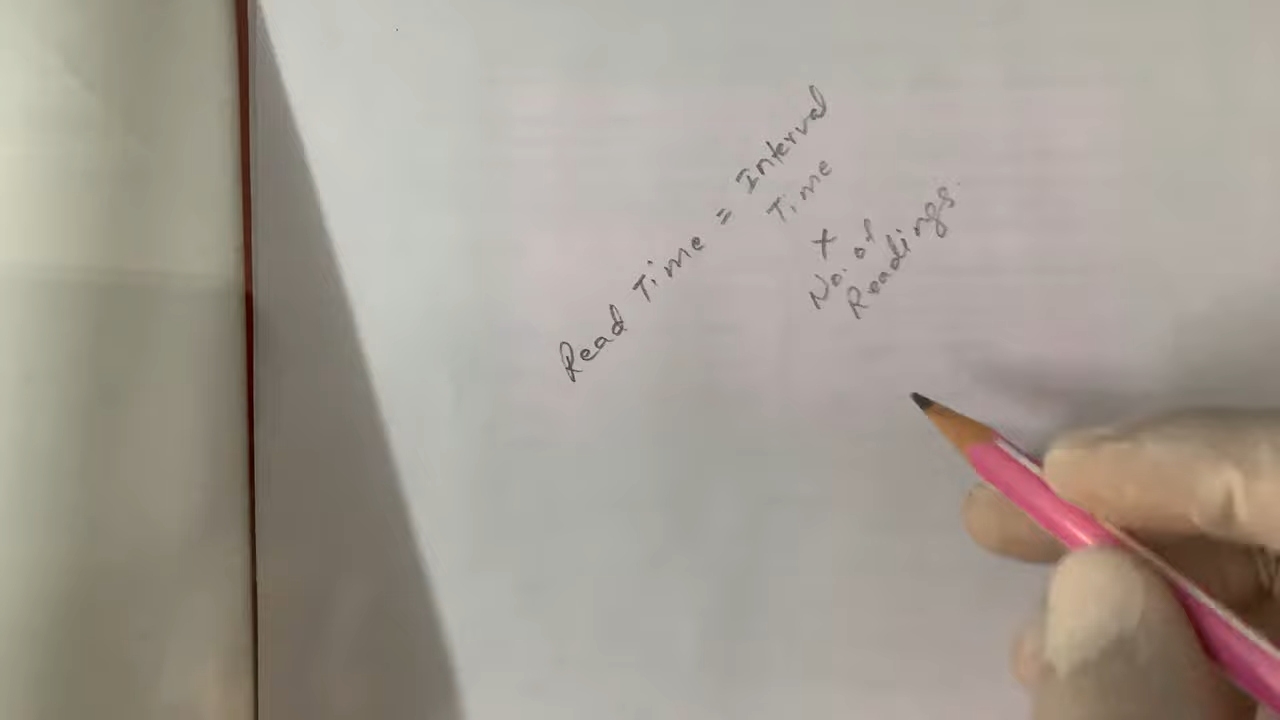 Read Time = Interval
Time
×
No. of
Readings.